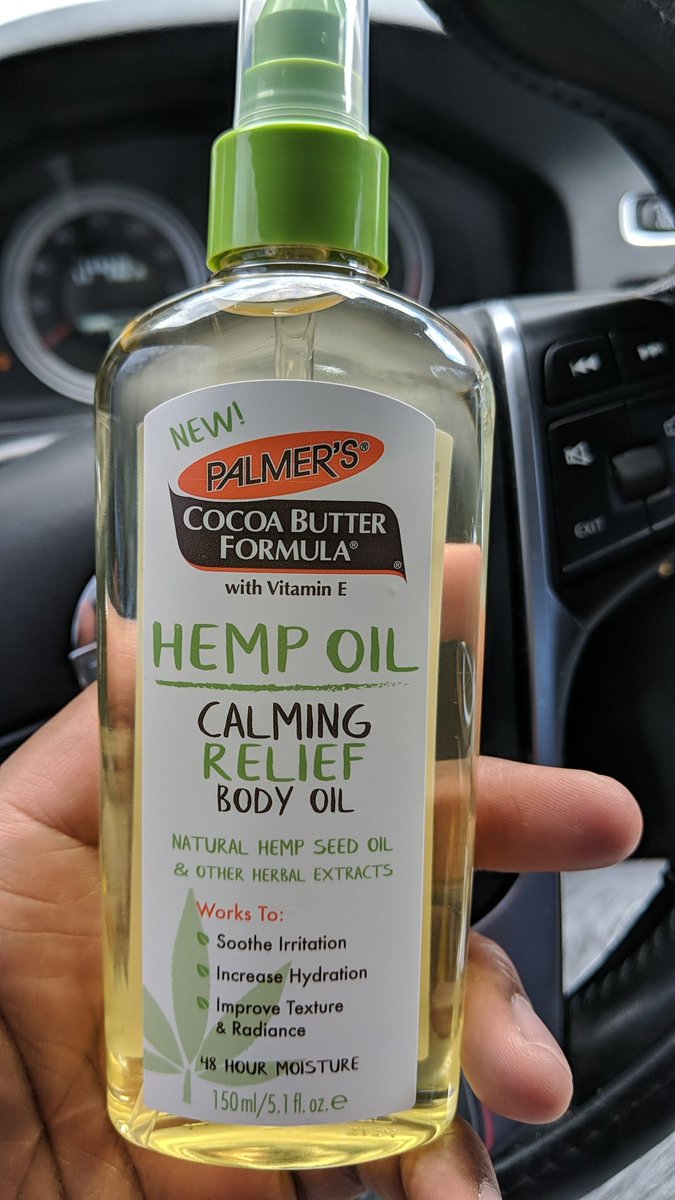 NEW!
PALMER'S®
COCOA BUTTER
FORMULA®
®
with Vitamin E
HEMP OIL
CALMING
RELIEF
BODY OIL
NATURAL HEMP SEED OIL
& OTHER HERBAL EXTRACTS
Works To:
Soothe Irritation
Increase Hydration
Improve Texture
& Radiance
48 HOUR MOISTURE
150ml/5.1 fl. oz. e
EXIT